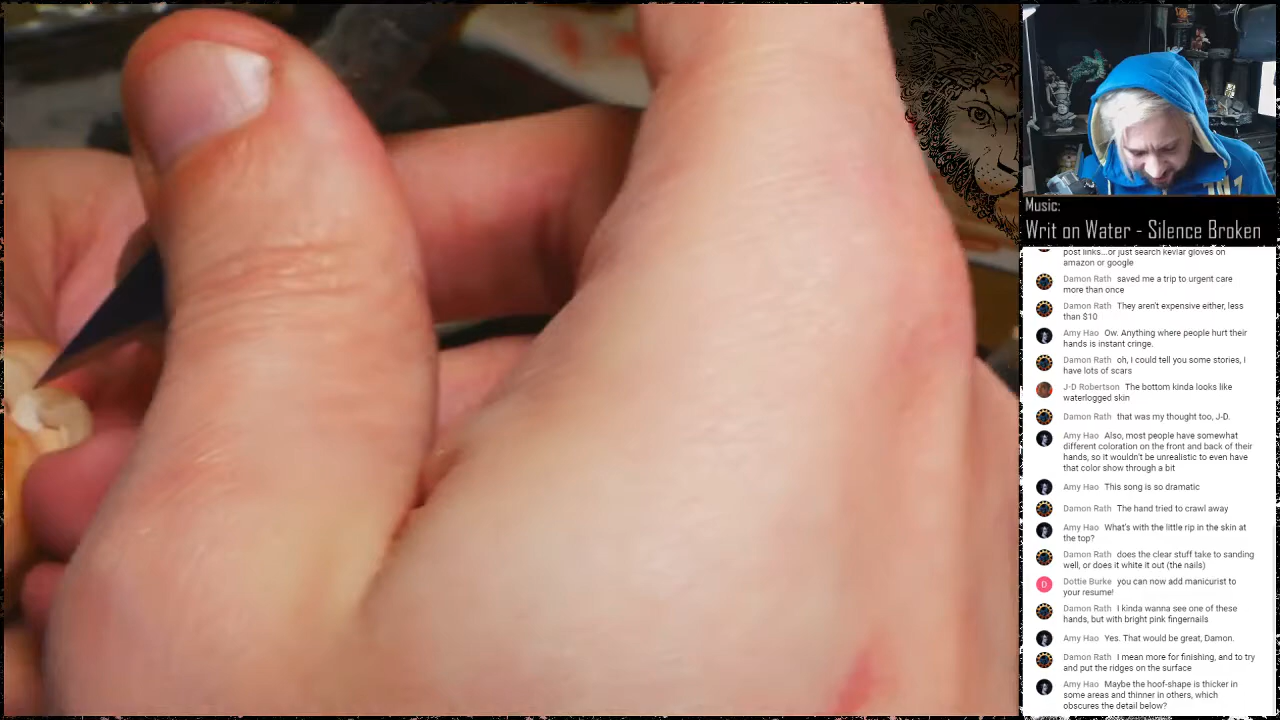 Music:
Writ on Water - Silence Broken
post links...or just search kevlar gloves on
amazon or google
Damon Rath saved me a trip to urgent care
more than once
Damon Rath They aren't expensive either, less
than $10
Amy Hao Ow. Anything where people hurt their
hands is instant cringe.
Damon Rath oh, I could tell you some stories, I
have lots of scars
J-D Robertson The bottom kinda looks like
waterlogged skin
Damon Rath that was my thought too, J-D.
Amy Hao Also, most people have somewhat
different coloration on the front and back of their
hands, so it wouldn't be unrealistic to even have
that color show through a bit
Amy Hao This song is so dramatic
Damon Rath The hand tried to crawl away
Amy Hao What's with the little rip in the skin at
the top?
Damon Rath does the clear stuff take to sanding
well, or does it white it out (the nails)
D
Dottie Burke you can now add manicurist to
your resume!
Damon Rath I kinda wanna see one of these
hands, but with bright pink fingernails
Amy Hao Yes. That would be great, Damon.
Damon Rath I mean more for finishing, and to try
and put the ridges on the surface
Amy Hao Maybe the hoof-shape is thicker in
some areas and thinner in others, which
obscures the detail below?